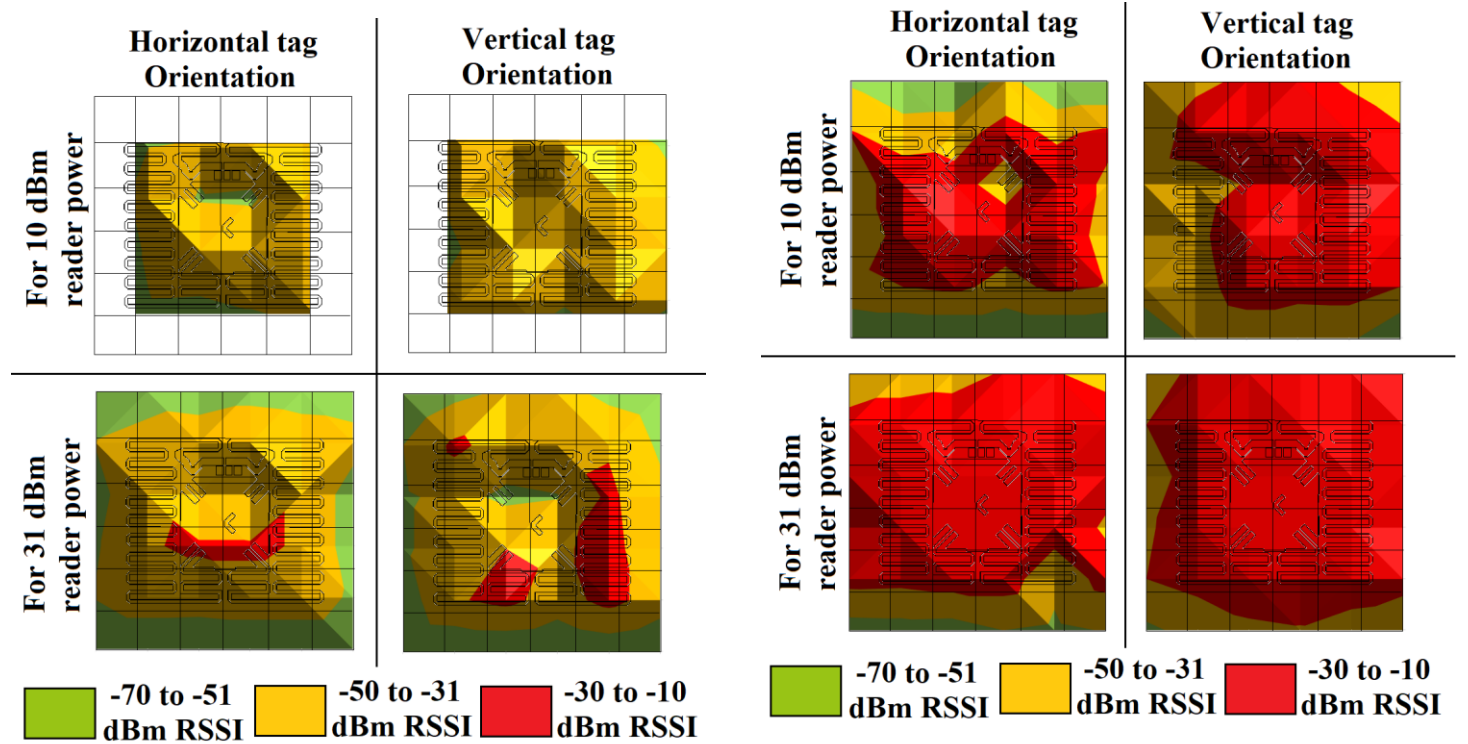 Horizontal tag
Orientation
Vertical tag
Orientation
For 10 dBm
reader power
For 31 dBm
reader power
-70 to -51
dBm RSSI
-50 to -31
dBm RSSI
-30 to -10
dBm RSSI
Horizontal tag
Orientation
Vertical tag
Orientation
For 10 dBm
reader power
For 31 dBm
reader power
-70 to -51
dBm RSSI
-50 to -31
dBm RSSI
-30 to -10
dBm RSSI